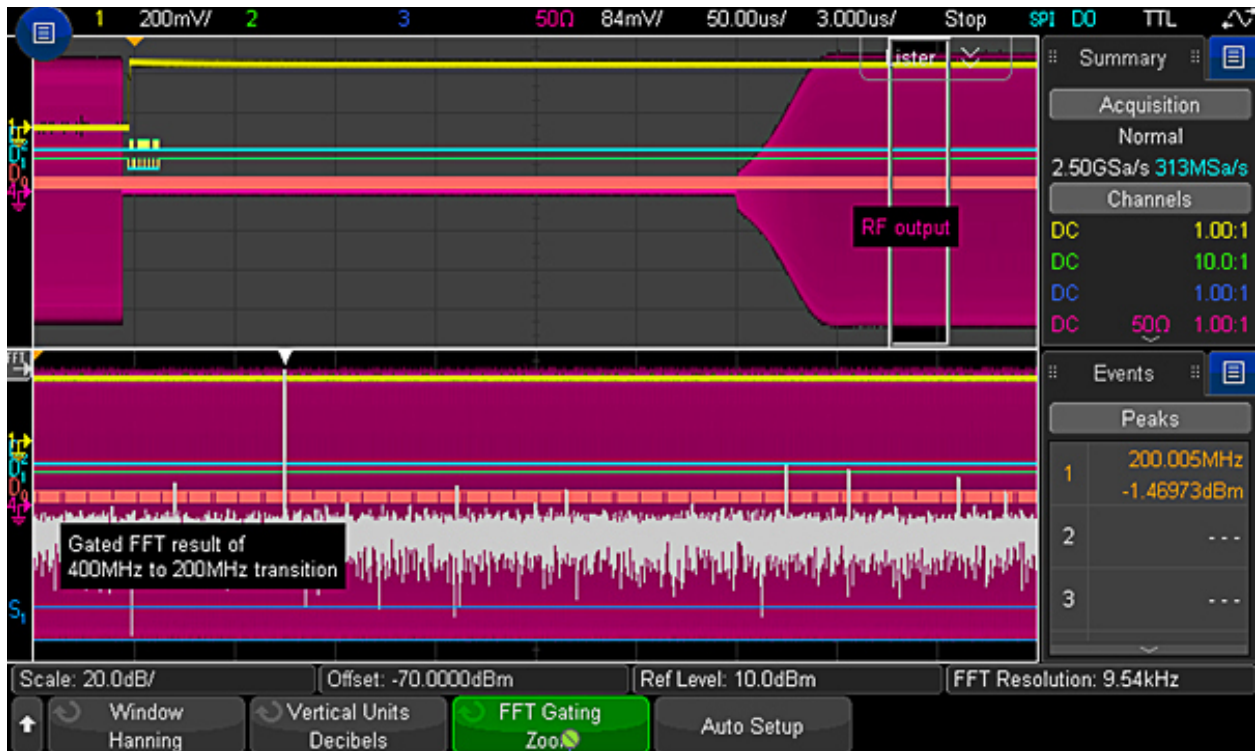 1 200mV/ 2 3 50Ω 84mV/ 50.00us/ 3.000us/ Stop SPI D0 TTL
Lister
Summary
Acquisition
Normal
2.50GSa/s 313MSa/s
Channels
DC 1.00:1
DC 10.0:1
DC 1.00:1
DC 50Ω 1.00:1
RF output
FFT
Events
Peaks
1 200.005MHz
-1.46973dBm
2 ---
3 ---
Gated FFT result of
400MHz to 200MHz transition
S1
Scale: 20.0dB/ Offset: -70.0000dBm Ref Level: 10.0dBm FFT Resolution: 9.54kHz
Window
Hanning
Vertical Units
Decibels
FFT Gating
Zoom
Auto Setup